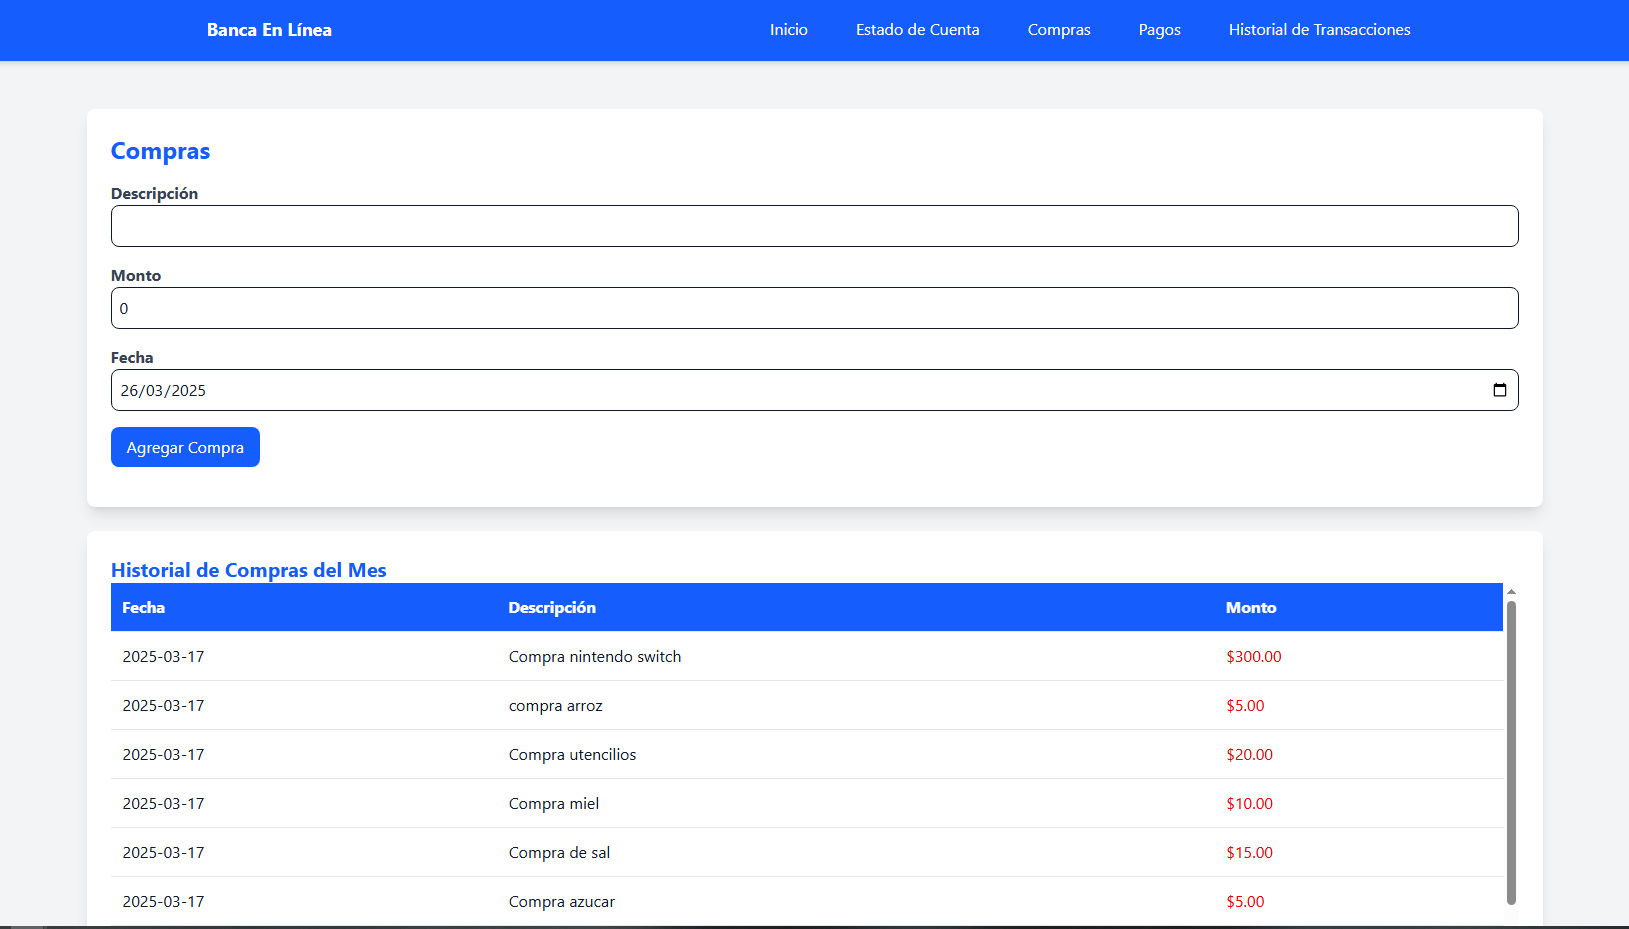 Banca En Línea Inicio Estado de Cuenta Compras Pagos Historial de Transacciones
Compras
Descripción
Monto
0
Fecha
26/03/2025
Agregar Compra
Historial de Compras del Mes
Fecha Descripción Monto
2025-03-17 Compra nintendo switch $300.00
2025-03-17 compra arroz $5.00
2025-03-17 Compra utencilios $20.00
2025-03-17 Compra miel $10.00
2025-03-17 Compra de sal $15.00
2025-03-17 Compra azucar $5.00